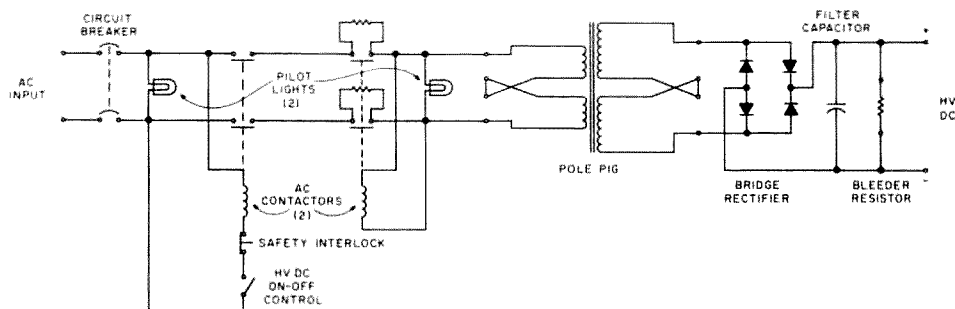 CIRCUIT
BREAKER
AC
INPUT
PILOT
LIGHTS
(2)
AC
CONTACTORS
(2)
SAFETY INTERLOCK
HV DC
ON-OFF
CONTROL
POLE PIG
BRIDGE
RECTIFIER
FILTER
CAPACITOR
BLEEDER
RESISTOR
+
HV
DC
-